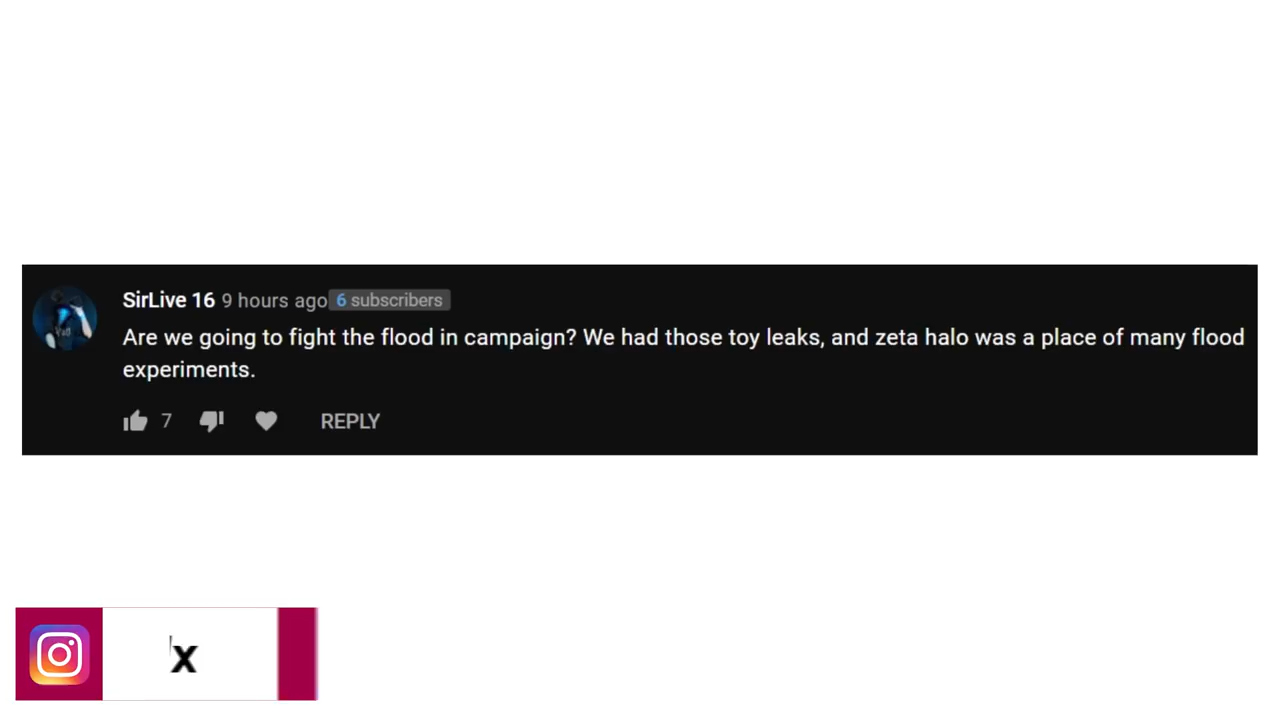 SirLive 16 9 hours ago 6 subscribers
Are we going to fight the flood in campaign? We had those toy leaks, and zeta halo was a place of many flood
experiments.
7 REPLY
x